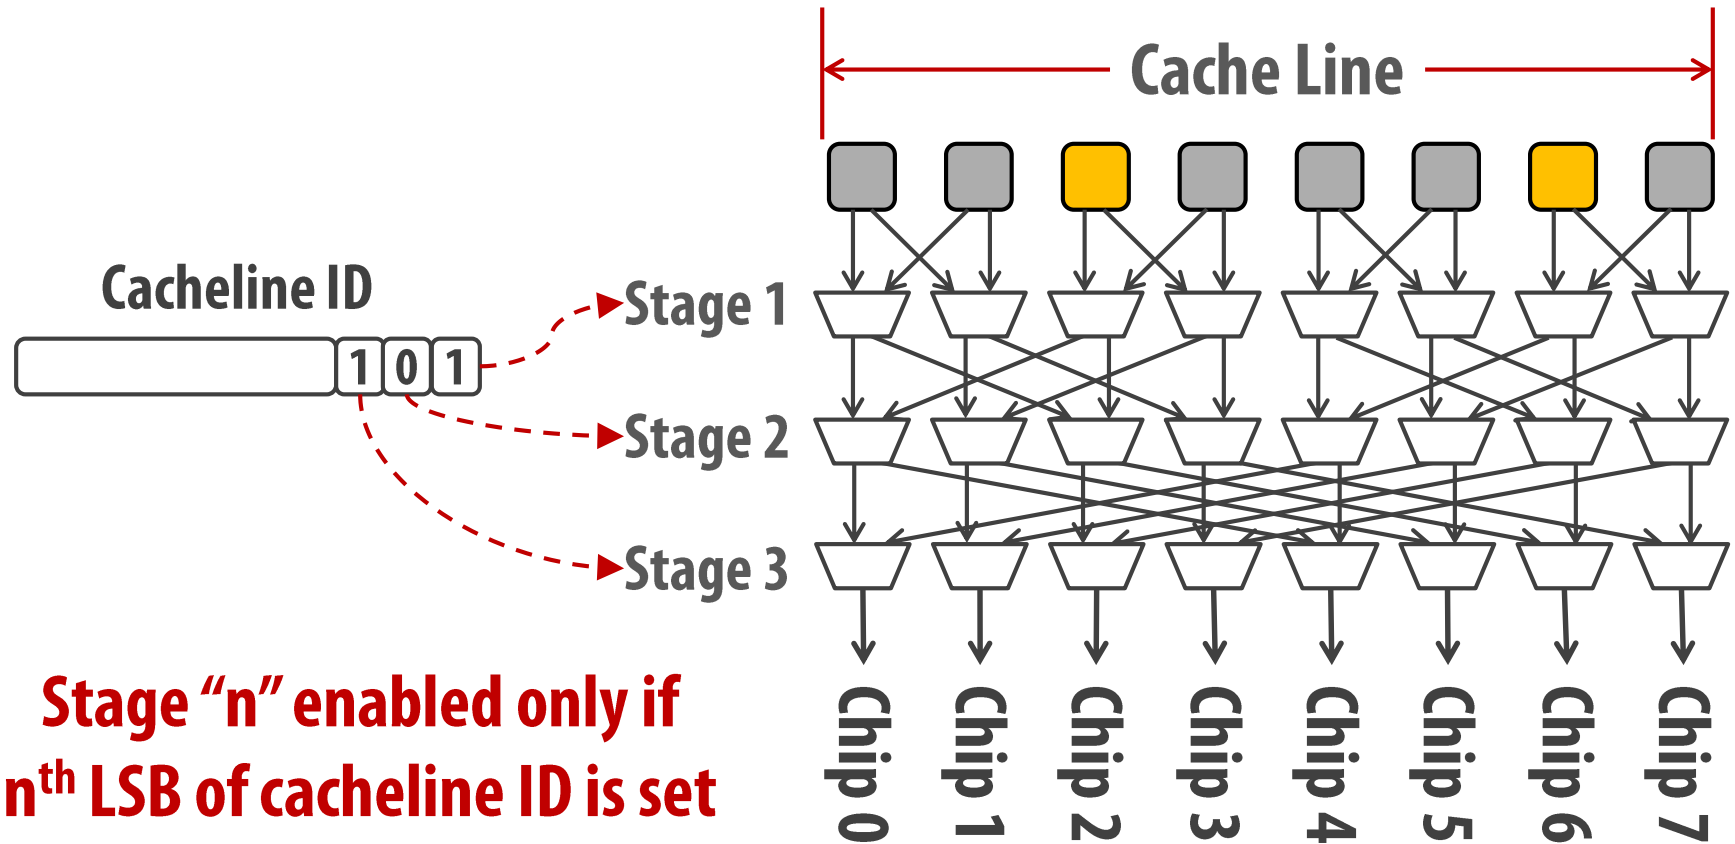 Cache Line
Cacheline ID
1 0 1
Stage 1
Stage 2
Stage 3
Stage “n” enabled only if
nth LSB of cacheline ID is set
Chip 0
Chip 1
Chip 2
Chip 3
Chip 4
Chip 5
Chip 6
Chip 7